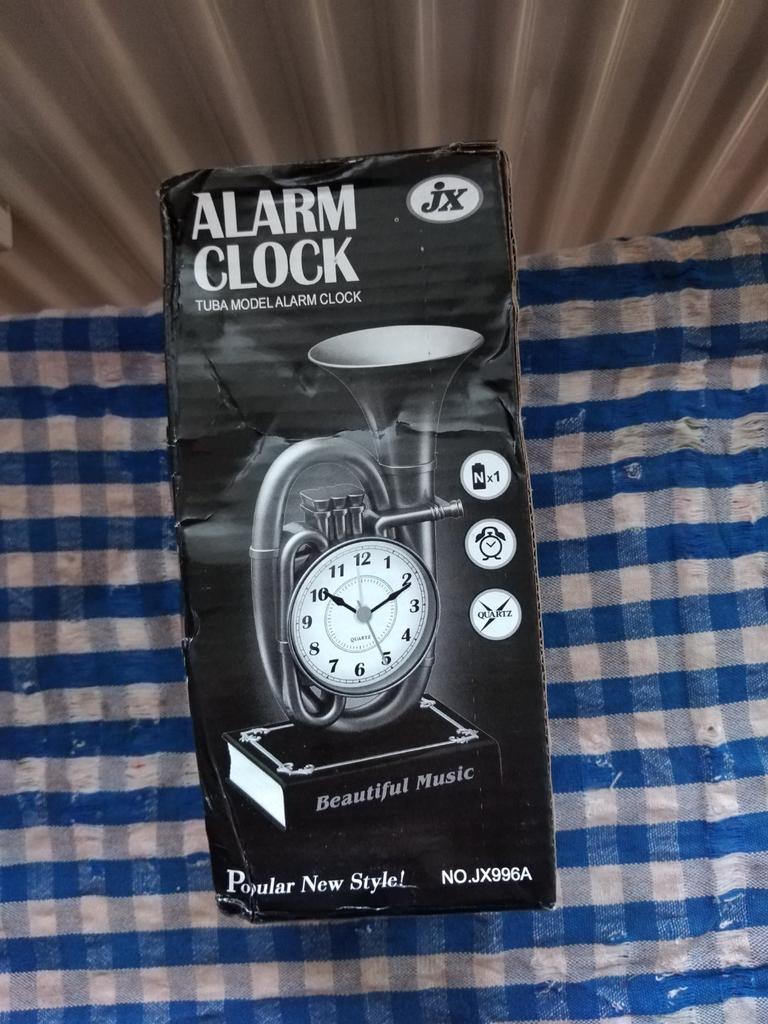 ALARM
CLOCK
TUBA MODEL ALARM CLOCK
jx
N x1
QUARTZ
12
1
2
3
4
5
6
7
8
9
10
11
QUARTZ
Beautiful Music
Popular New Style!
NO.JX996A